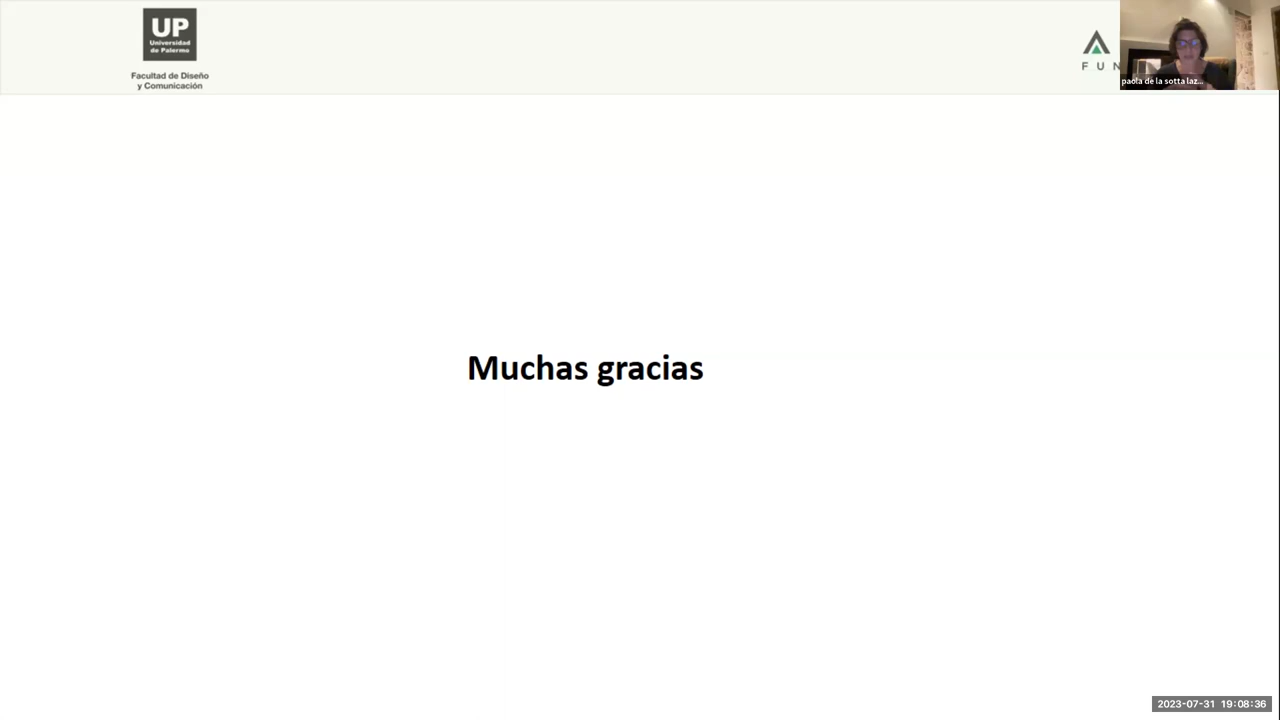 UP
Universidad
de Palermo
Facultad de Diseño
y Comunicación
FUN
paola de la sotta laz...
Muchas gracias
2023-07-31 19:08:36